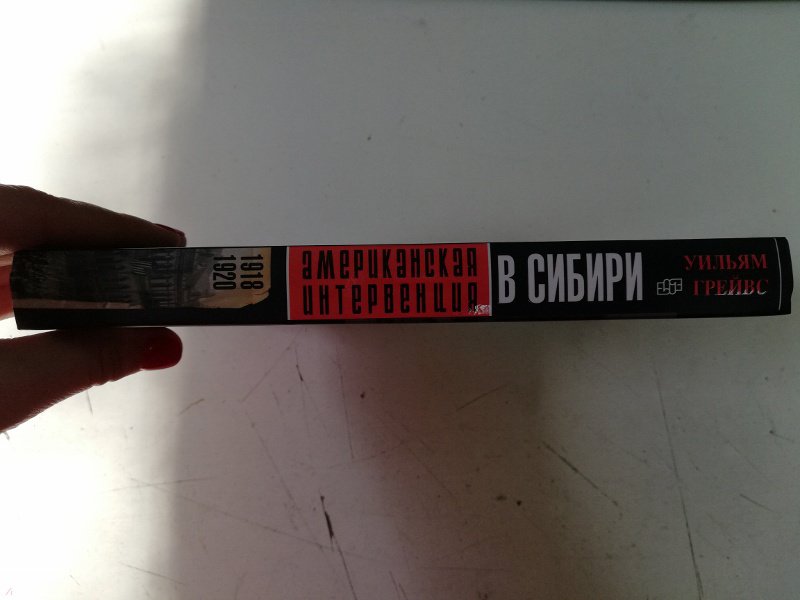 1918
1920
американская
интервенция
В СИБИРИ
УИЛЬЯМ
ГРЕЙВС